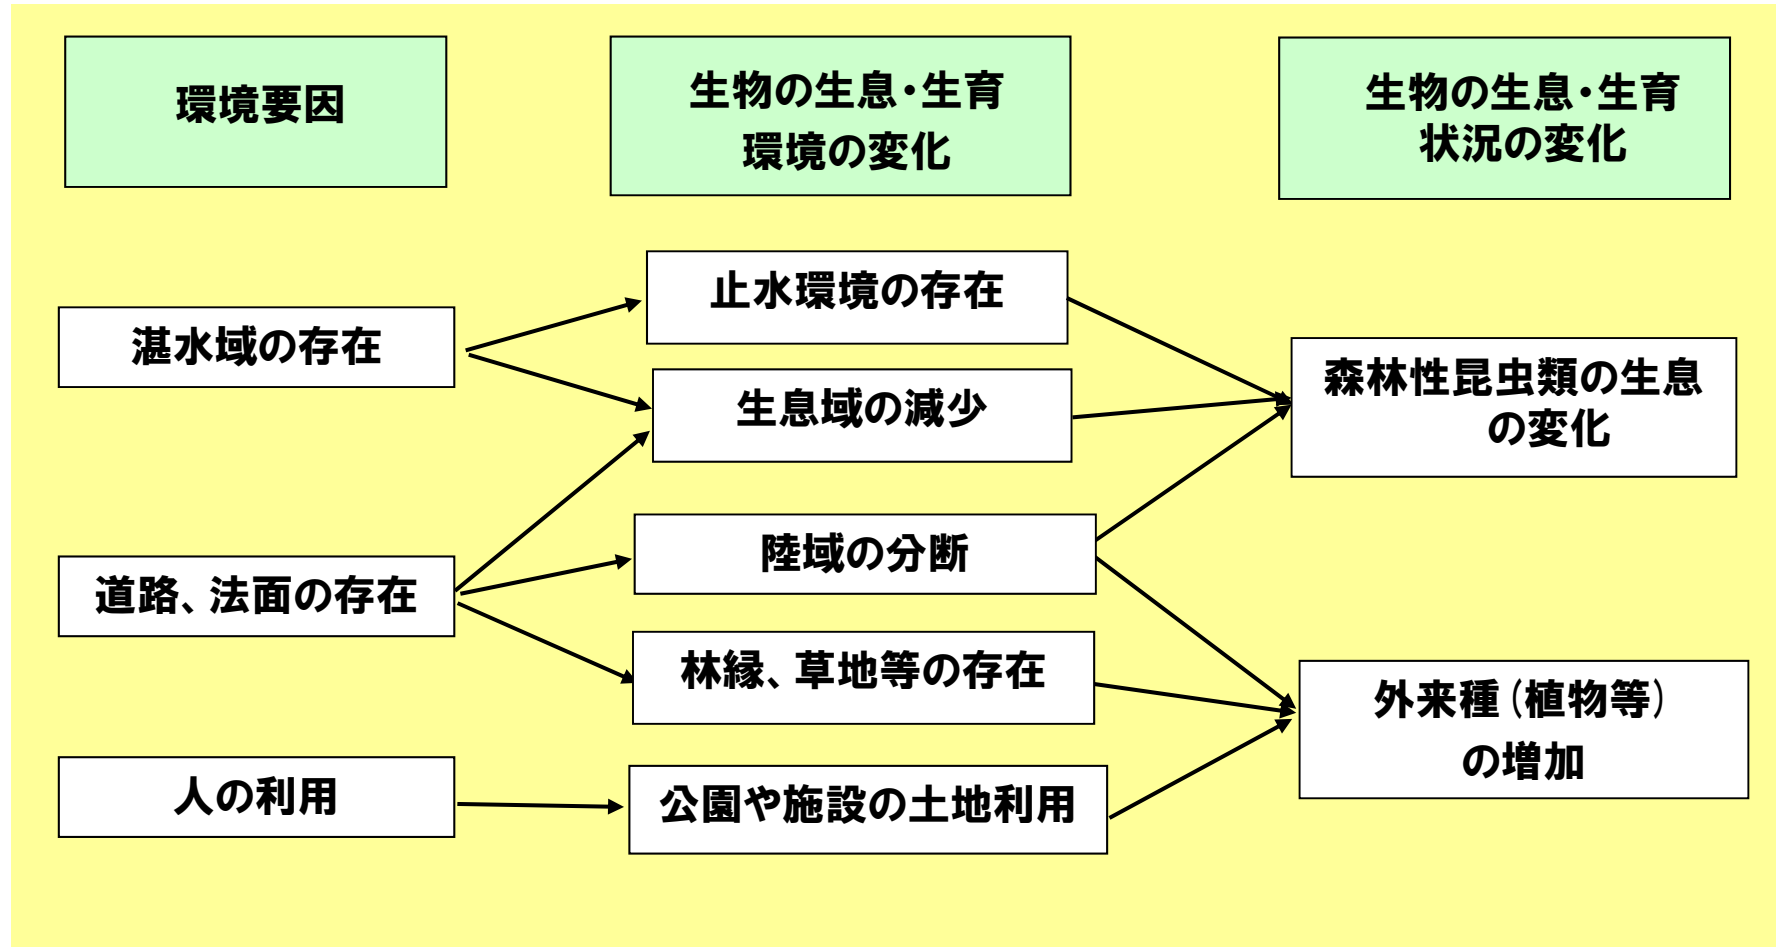 環境要因
生物の生息・生育
環境の変化
生物の生息・生育
状況の変化
湛水域の存在
道路、法面の存在
人の利用
止水環境の存在
生息域の減少
陸域の分断
林縁、草地等の存在
公園や施設の土地利用
森林性昆虫類の生息
の変化
外来種(植物等)
の増加